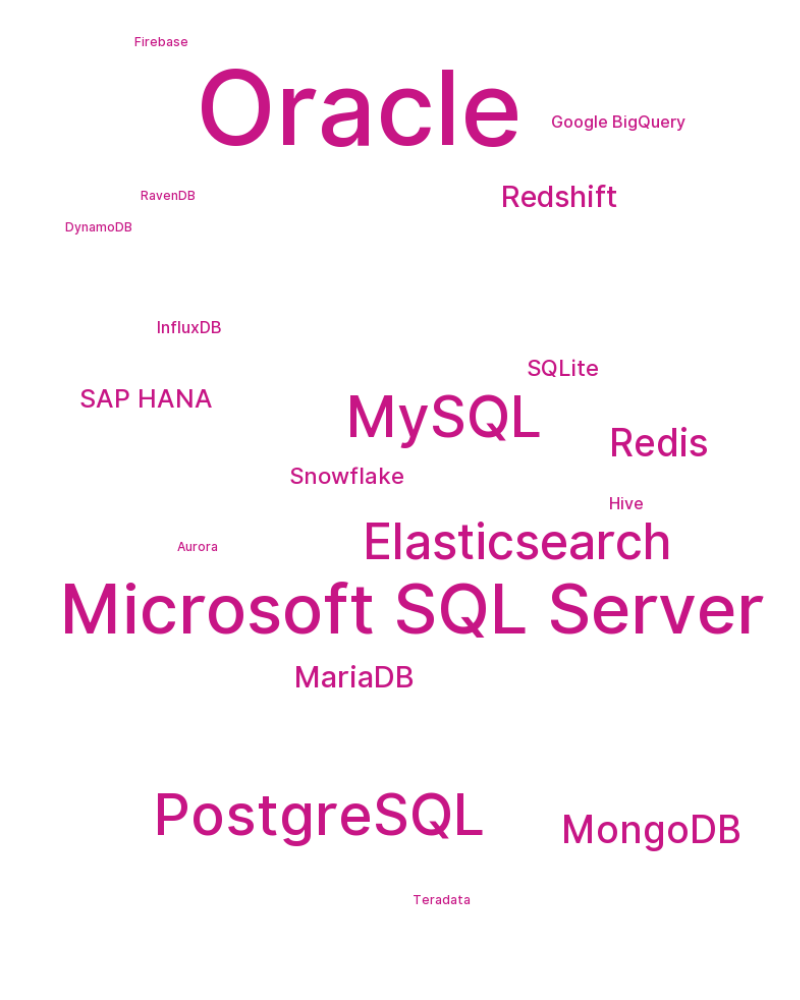 Firebase
Oracle
Google BigQuery
RavenDB
Redshift
DynamoDB
InfluxDB
SQLite
SAP HANA
MySQL
Redis
Snowflake
Hive
Elasticsearch
Aurora
Microsoft SQL Server
MariaDB
PostgreSQL
MongoDB
Teradata